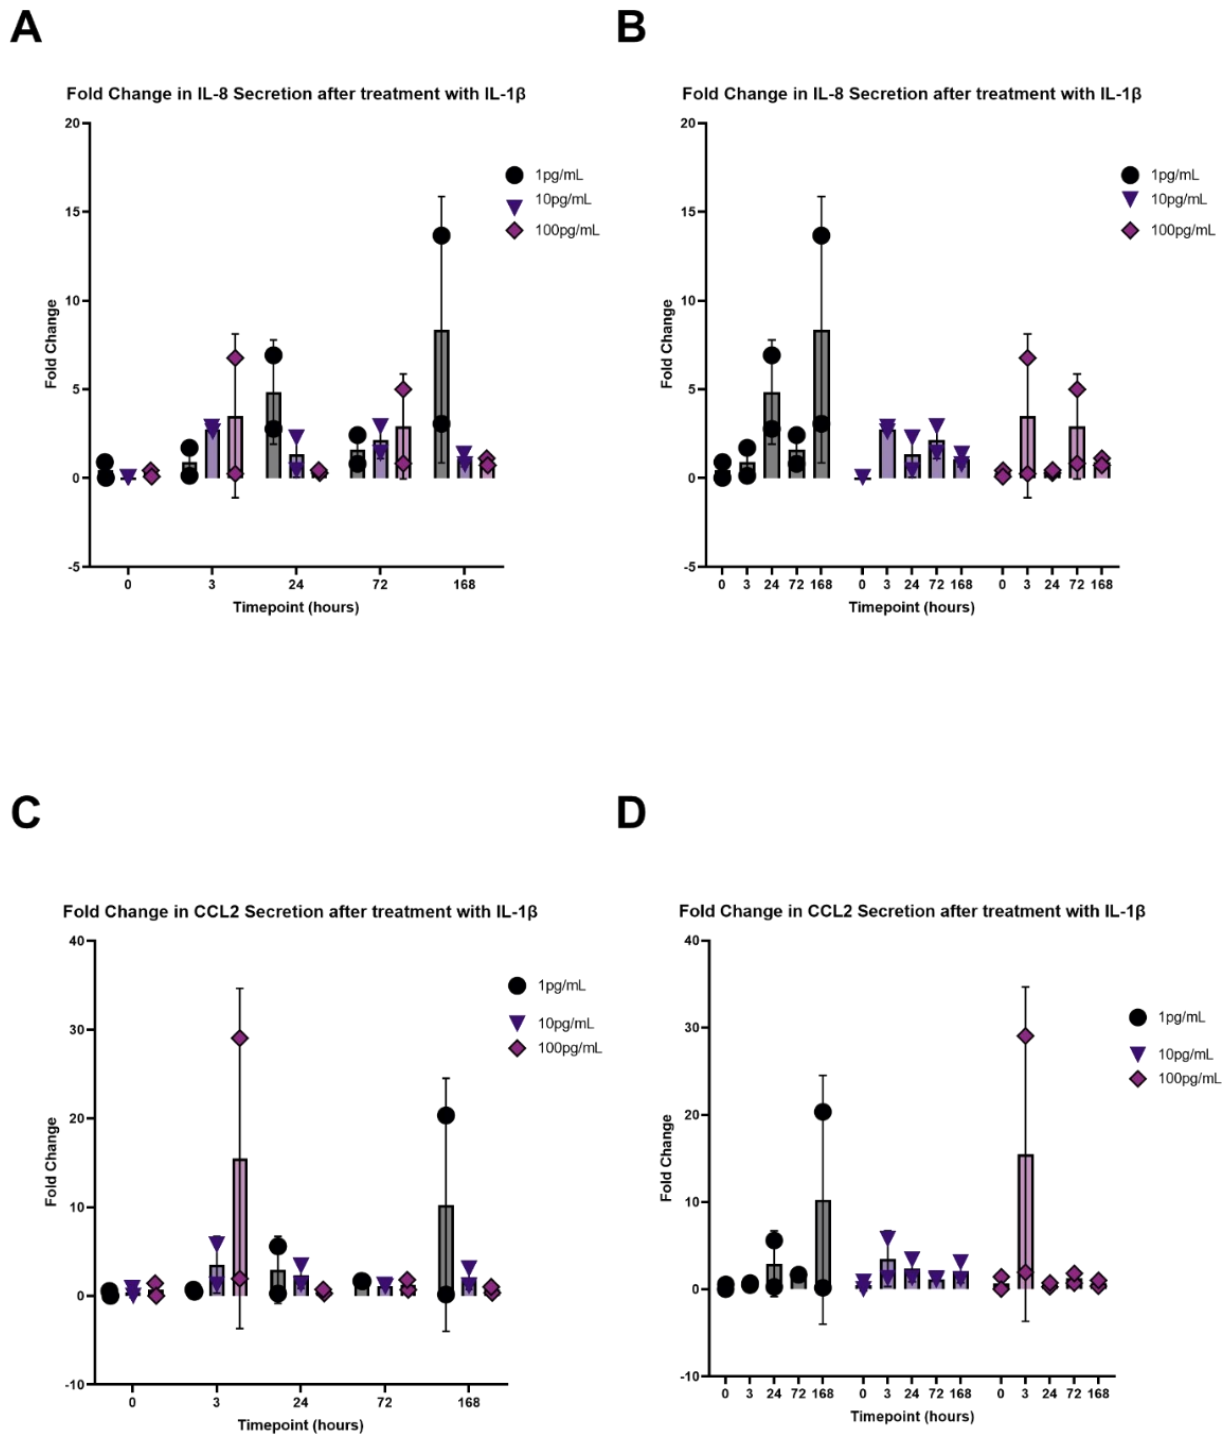 A
B
Fold Change in IL-8 Secretion after treatment with IL-1β
20
15
10
5
0
-5
Fold Change
1pg/mL
10pg/mL
100pg/mL
0 3 24 72 168
Timepoint (hours)
Fold Change in IL-8 Secretion after treatment with IL-1β
20
15
10
5
0
-5
Fold Change
1pg/mL
10pg/mL
100pg/mL
0 3 24 72 168 0 3 24 72 168 0 3 24 72 168
Timepoint (hours)
C
D
Fold Change in CCL2 Secretion after treatment with IL-1β
40
30
20
10
0
-10
Fold Change
1pg/mL
10pg/mL
100pg/mL
0 3 24 72 168
Timepoint (hours)
Fold Change in CCL2 Secretion after treatment with IL-1β
40
30
20
10
0
-10
Fold Change
1pg/mL
10pg/mL
100pg/mL
0 3 24 72 168 0 3 24 72 168 0 3 24 72 168
Timepoint (hours)